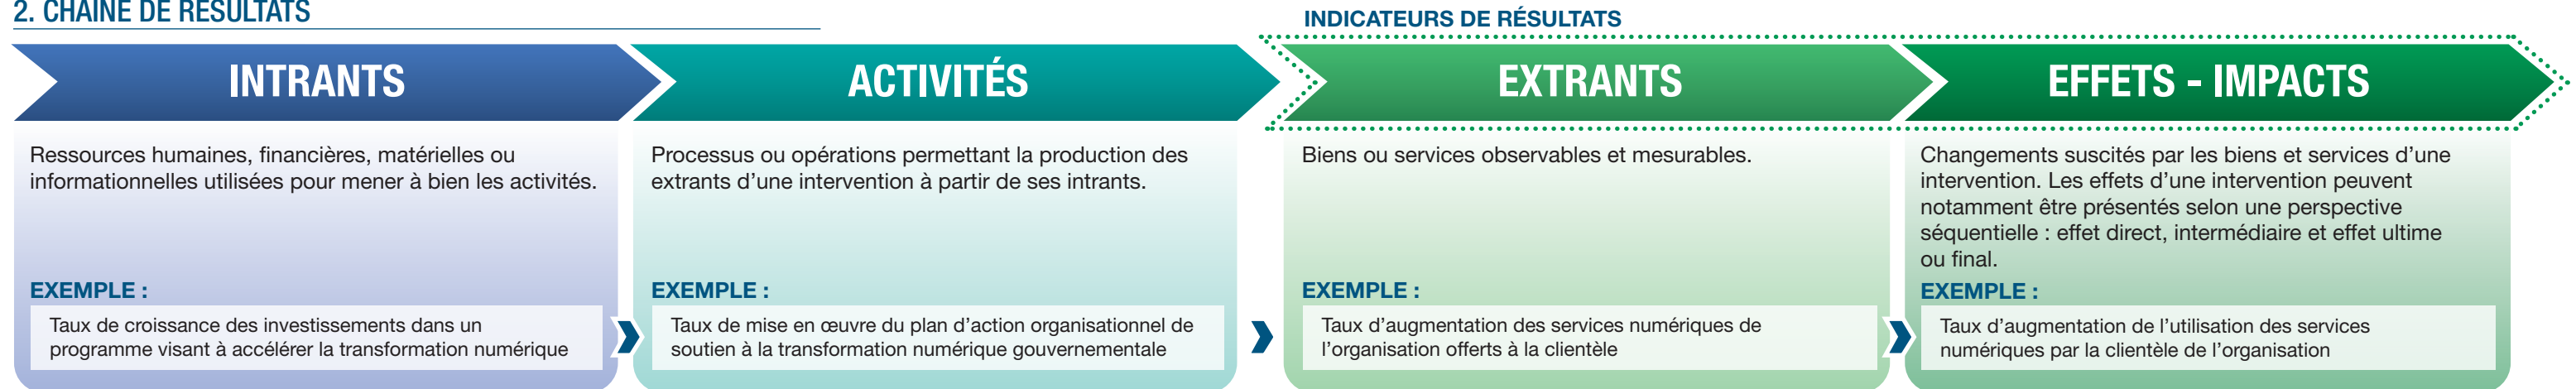 2. CHAÎNE DE RÉSULTATS
INDICATEURS DE RÉSULTATS
INTRANTS
Ressources humaines, financières, matérielles ou
informationnelles utilisées pour mener à bien les activités.
EXEMPLE :
Taux de croissance des investissements dans un
programme visant à accélérer la transformation numérique
ACTIVITÉS
Processus ou opérations permettant la production des
extrants d’une intervention à partir de ses intrants.
EXEMPLE :
Taux de mise en œuvre du plan d’action organisationnel de
soutien à la transformation numérique gouvernementale
EXTRANTS
Biens ou services observables et mesurables.
EXEMPLE :
Taux d’augmentation des services numériques de
l’organisation offerts à la clientèle
EFFETS - IMPACTS
Changements suscités par les biens et services d’une
intervention. Les effets d’une intervention peuvent
notamment être présentés selon une perspective
séquentielle : effet direct, intermédiaire et effet ultime
ou final.
EXEMPLE :
Taux d’augmentation de l’utilisation des services
numériques par la clientèle de l’organisation